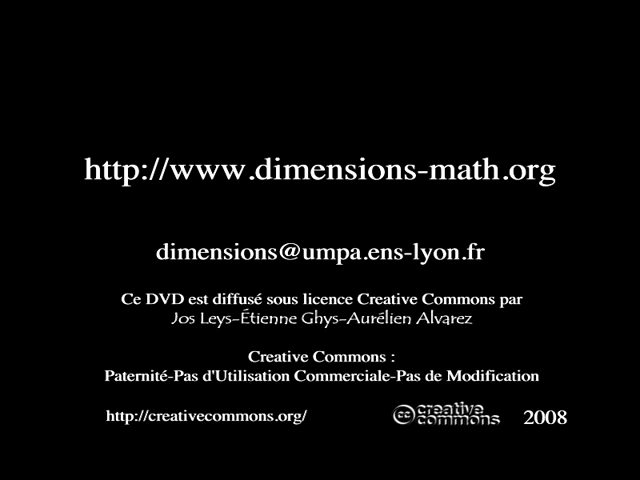 http://www.dimensions-math.org
dimensions@umpa.ens-lyon.fr
Ce DVD est diffusé sous licence Creative Commons par
Jos Leys-Étienne Ghys-Aurélien Alvarez
Creative Commons :
Paternité-Pas d'Utilisation Commerciale-Pas de Modification
http://creativecommons.org/
cc creative commons 2008